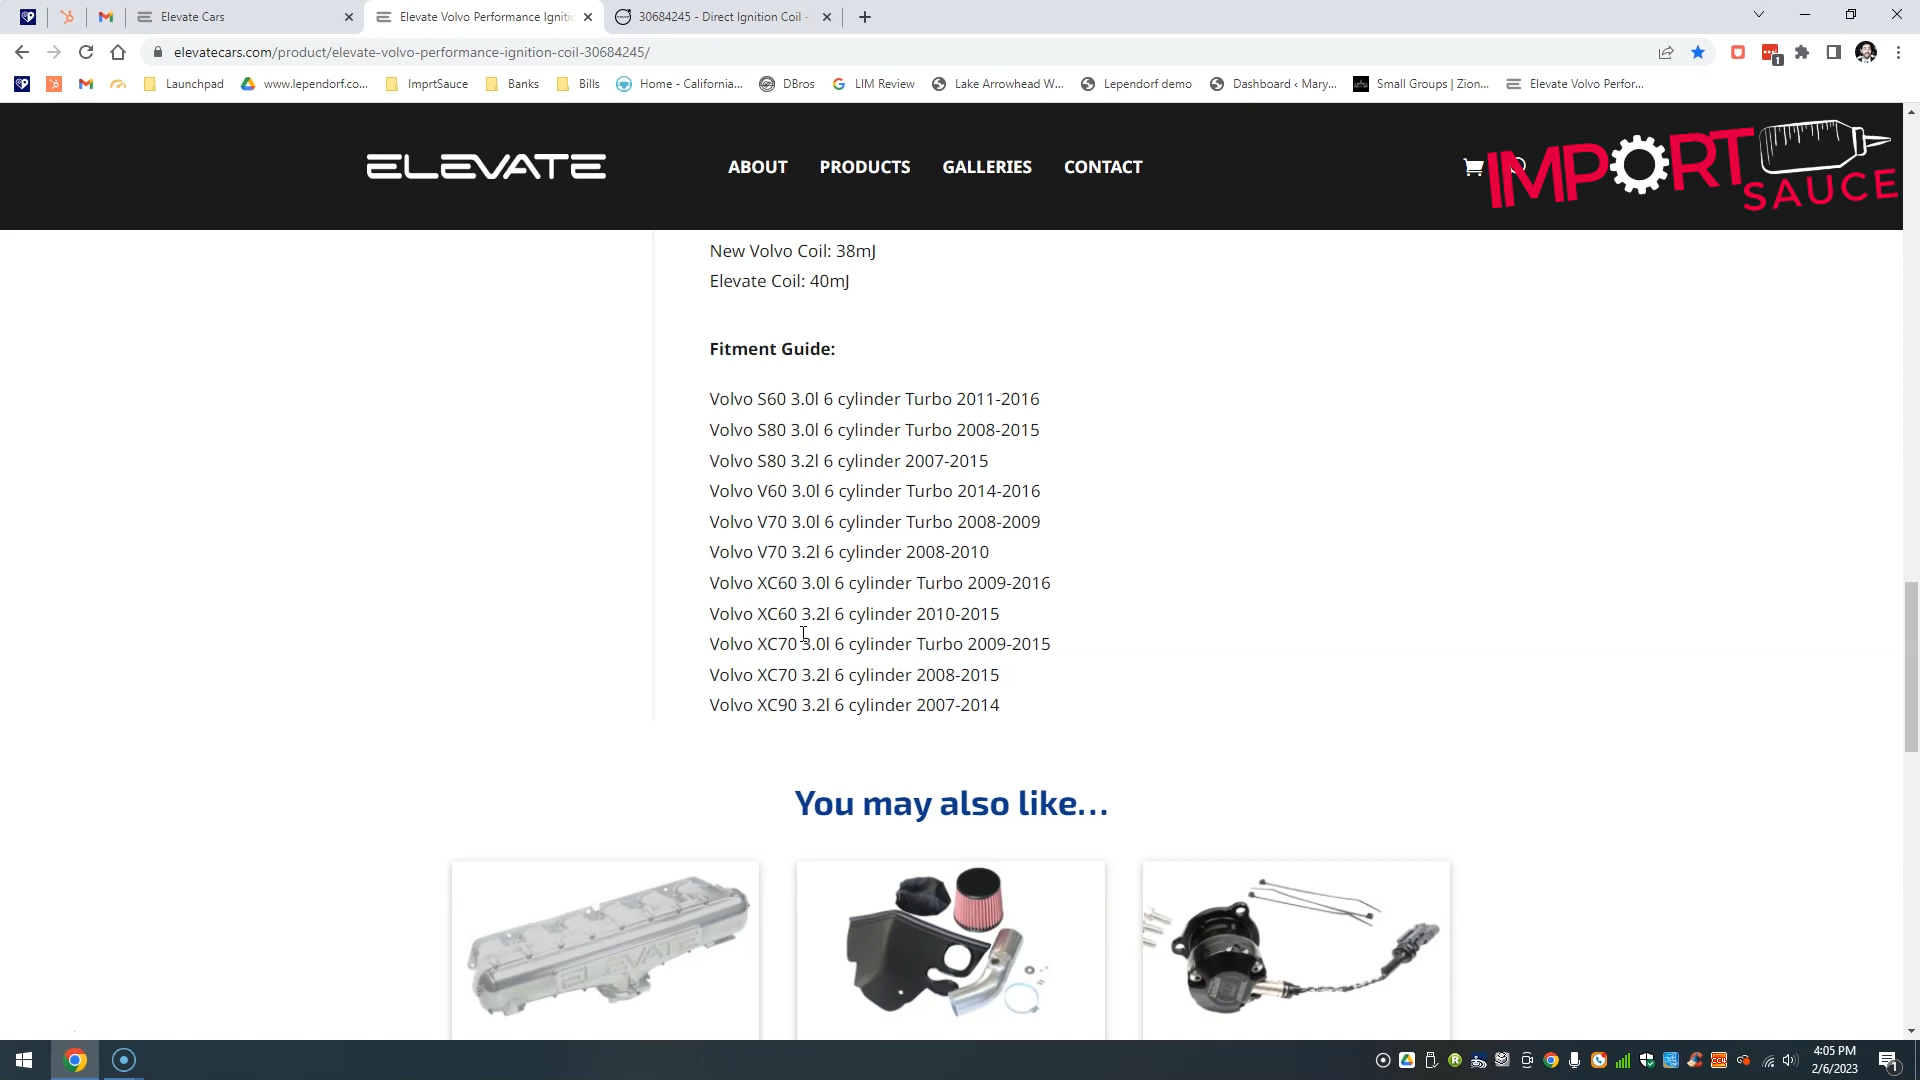 Elevate Cars
Elevate Volvo Performance Igniti
30684245 - Direct Ignition Coil -
elevatecars.com/product/elevate-volvo-performance-ignition-coil-30684245/
Launchpad
www.lependorf.co...
ImprtSauce
Banks
Bills
Home - California...
DBros
LIM Review
Lake Arrowhead W...
Lependorf demo
Dashboard ‹ Mary...
Small Groups | Zion...
Elevate Volvo Perfor...
ELEVATE
ABOUT
PRODUCTS
GALLERIES
CONTACT
IMPORT
SAUCE
New Volvo Coil: 38mJ
Elevate Coil: 40mJ
Fitment Guide:
Volvo S60 3.0l 6 cylinder Turbo 2011-2016
Volvo S80 3.0l 6 cylinder Turbo 2008-2015
Volvo S80 3.2l 6 cylinder 2007-2015
Volvo V60 3.0l 6 cylinder Turbo 2014-2016
Volvo V70 3.0l 6 cylinder Turbo 2008-2009
Volvo V70 3.2l 6 cylinder 2008-2010
Volvo XC60 3.0l 6 cylinder Turbo 2009-2016
Volvo XC60 3.2l 6 cylinder 2010-2015
Volvo XC70 3.0l 6 cylinder Turbo 2009-2015
Volvo XC70 3.2l 6 cylinder 2008-2015
Volvo XC90 3.2l 6 cylinder 2007-2014
You may also like…
ELEVATE
4:05 PM
2/6/2023